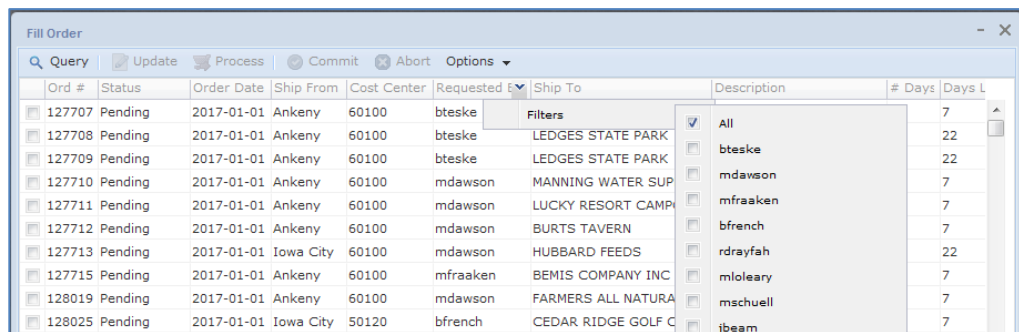 Fill Order
Query Update Process Commit Abort Options
Ord # Status Order Date Ship From Cost Center Requested Ship To Description # Days Days L
127707 Pending 2017-01-01 Ankeny 60100 bteske Filters 7
All
127708 Pending 2017-01-01 Ankeny 60100 bteske LEDGES STATE PARK 22
bteske
127709 Pending 2017-01-01 Ankeny 60100 bteske LEDGES STATE PARK 22
mdawson
127710 Pending 2017-01-01 Ankeny 60100 mdawson MANNING WATER SUP 7
mfraaken
127711 Pending 2017-01-01 Ankeny 60100 mdawson LUCKY RESORT CAMP 7
bfrench
127712 Pending 2017-01-01 Ankeny 60100 mdawson BURTS TAVERN 7
rdrayfah
127713 Pending 2017-01-01 Iowa City 60100 mdawson HUBBARD FEEDS 22
mloleary
127715 Pending 2017-01-01 Ankeny 60100 mfraaken BEMIS COMPANY INC 7
mschuell
128019 Pending 2017-01-01 Ankeny 60100 mdawson FARMERS ALL NATURA 7
jbeam
128025 Pending 2017-01-01 Iowa City 50120 bfrench CEDAR RIDGE GOLF C 7